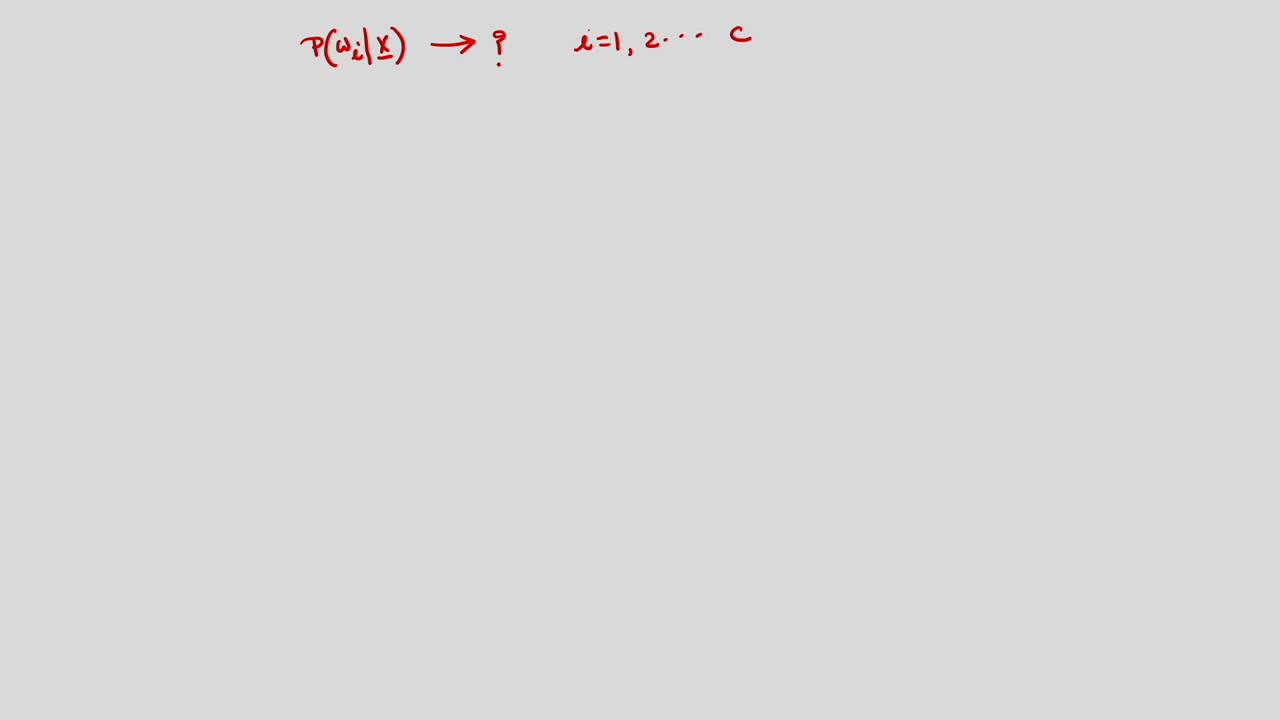 P(ωi|x) → ? i=1, 2··· c